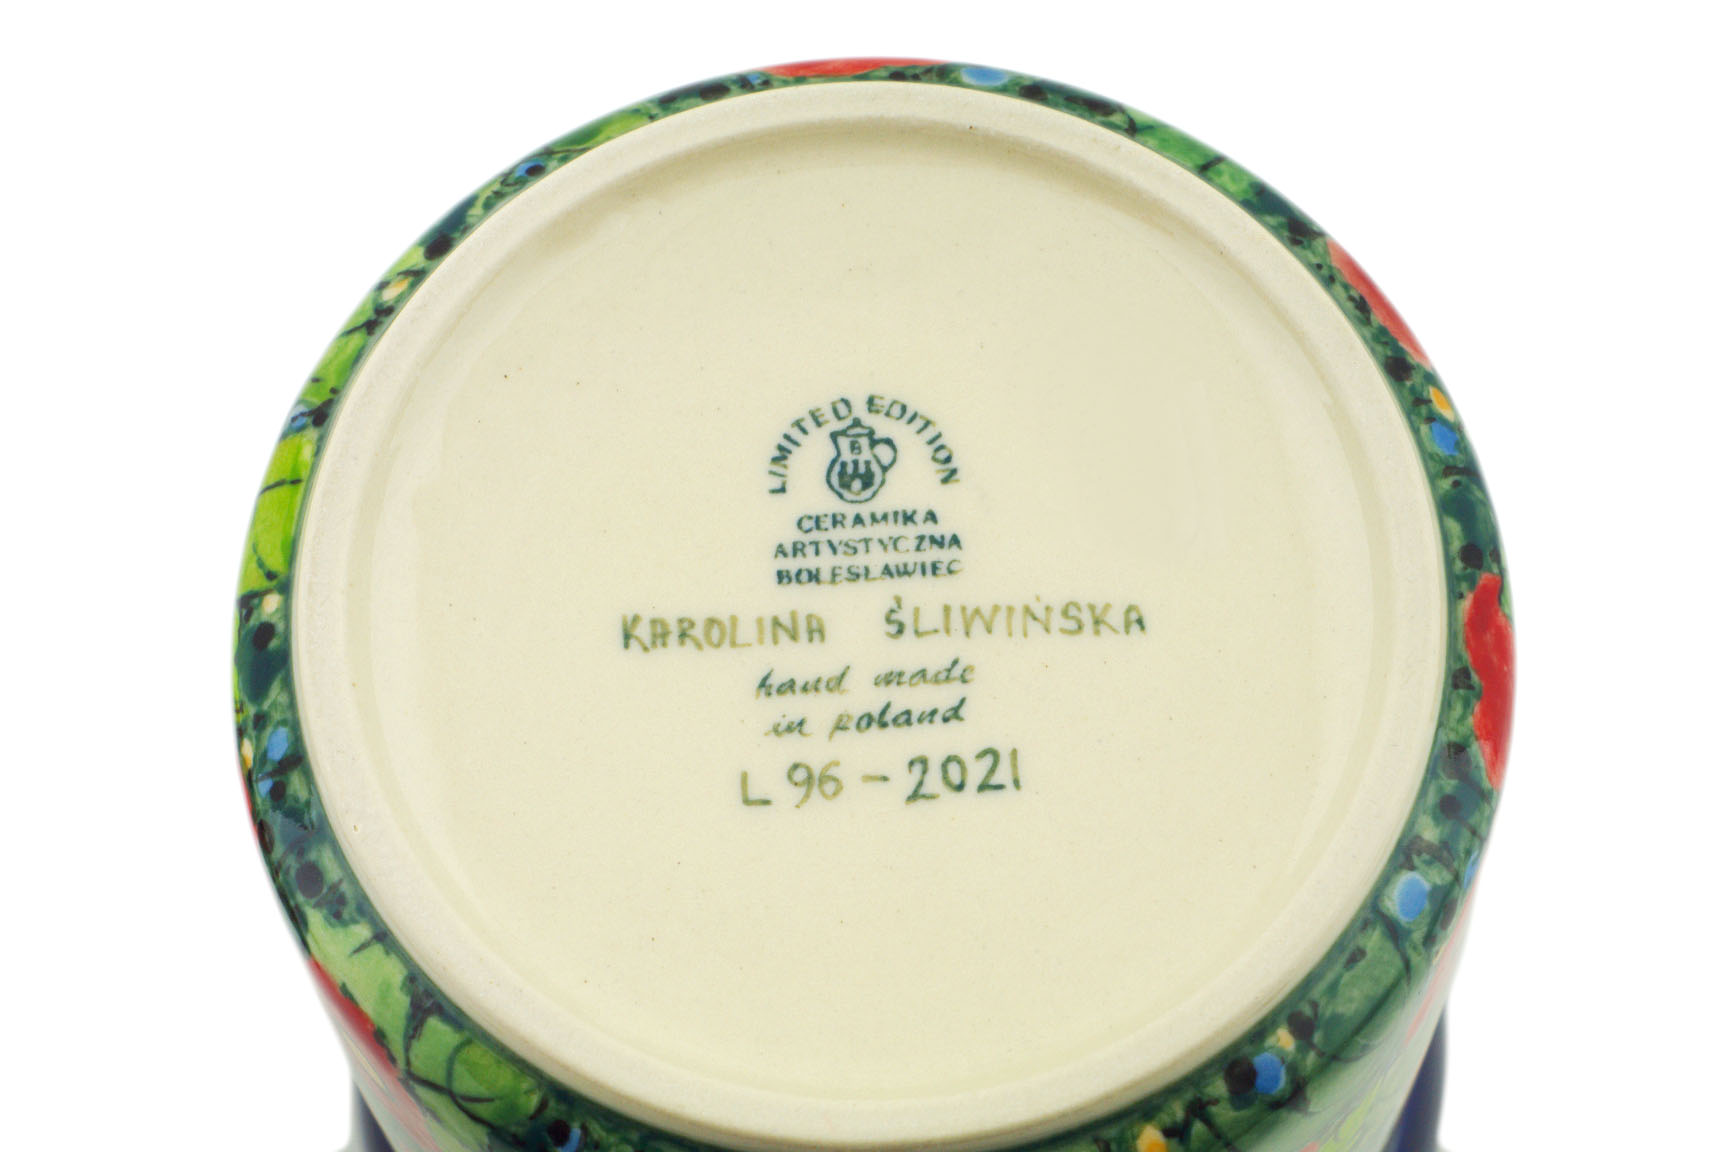 LIMITED EDITION
B
CERAMIKA
ARTYSTYCZNA
BOLESŁAWIEC
KAROLINA ŚLIWIŃSKA
hand made
in poland
L 96 - 2021